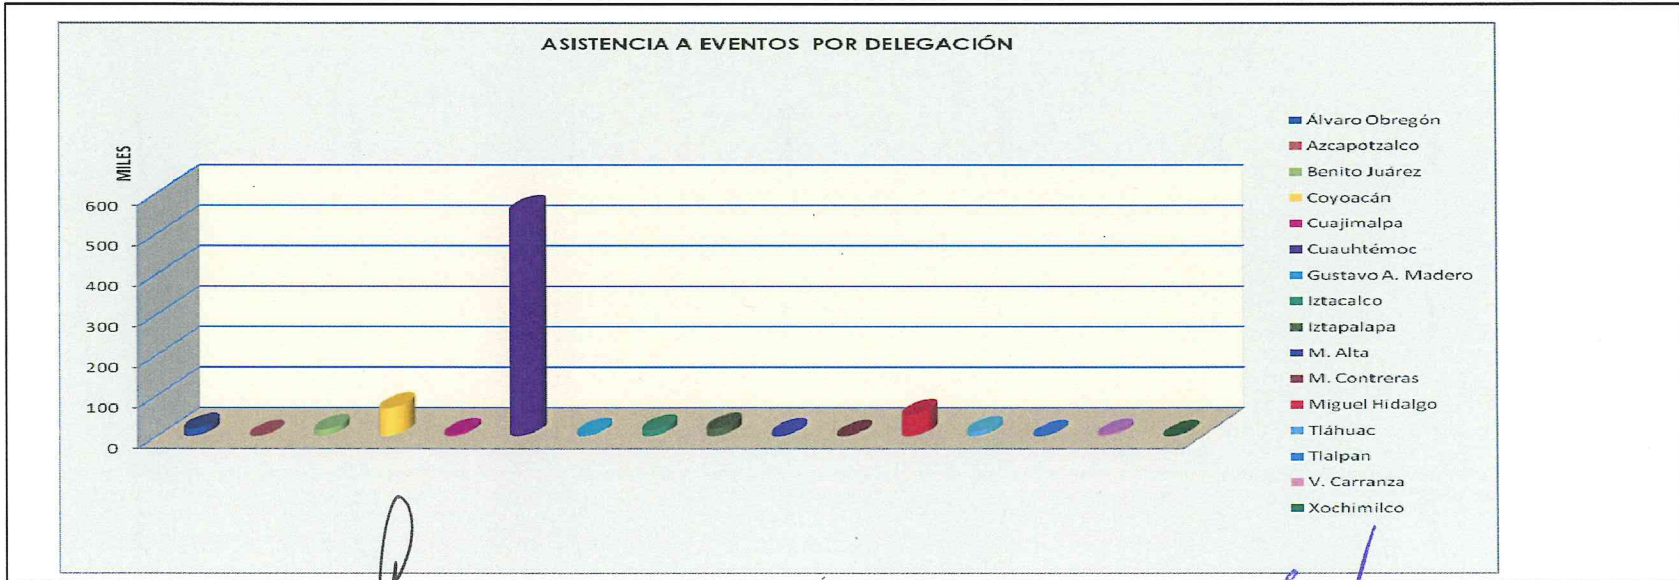 ASISTENCIA A EVENTOS POR DELEGACIÓN
MILES
600
500
400
300
200
100
0
Álvaro Obregón
Azcapotzalco
Benito Juárez
Coyoacán
Cuajimalpa
Cuauhtémoc
Gustavo A. Madero
Iztacalco
Iztapalapa
M. Alta
M. Contreras
Miguel Hidalgo
Tláhuac
Tlalpan
V. Carranza
Xochimilco